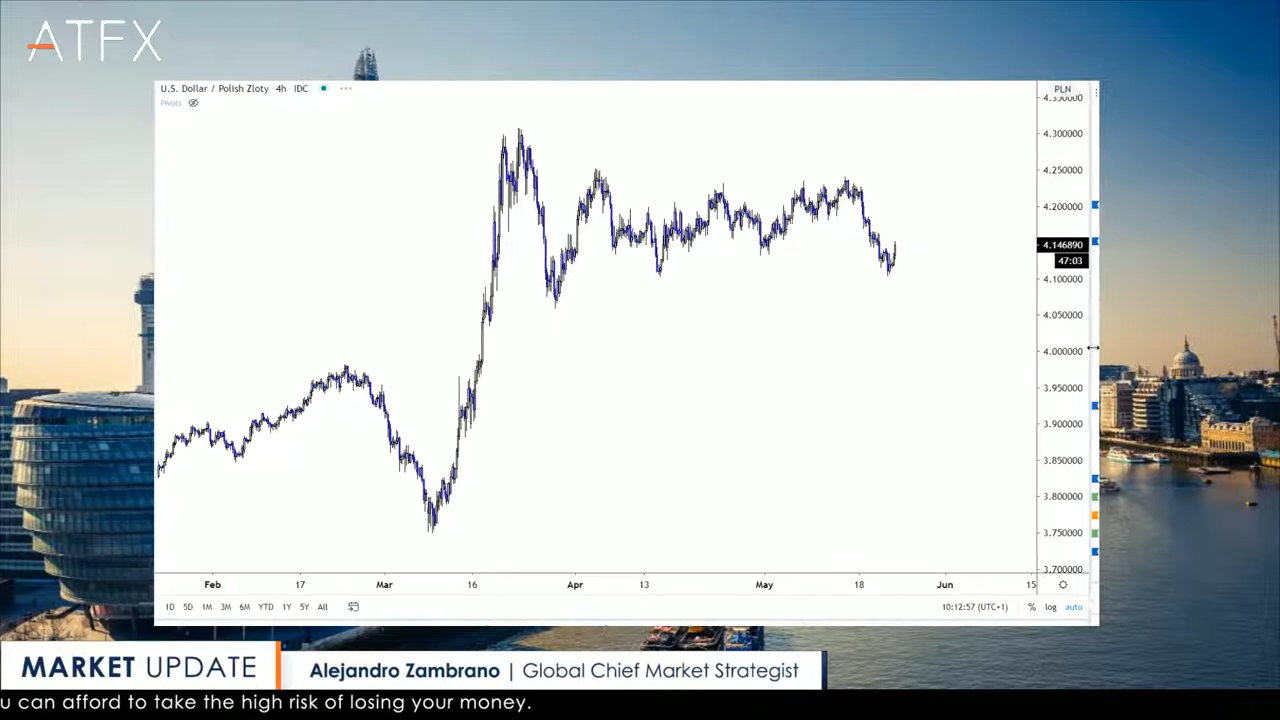 ATFX
U.S. Dollar / Polish Zloty · 4h · IDC
PLN
Pivots
4.350000
4.300000
4.250000
4.200000
4.146890
47:03
4.100000
4.050000
4.000000
3.950000
3.900000
3.850000
3.800000
3.750000
3.700000
Feb 17 Mar 16 Apr 13 May 18 Jun 15
1D 5D 1M 3M 6M YTD 1Y 5Y All 10:12:57 (UTC+1) % log auto
MARKET UPDATE
Alejandro Zambrano | Global Chief Market Strategist
u can afford to take the high risk of losing your money.